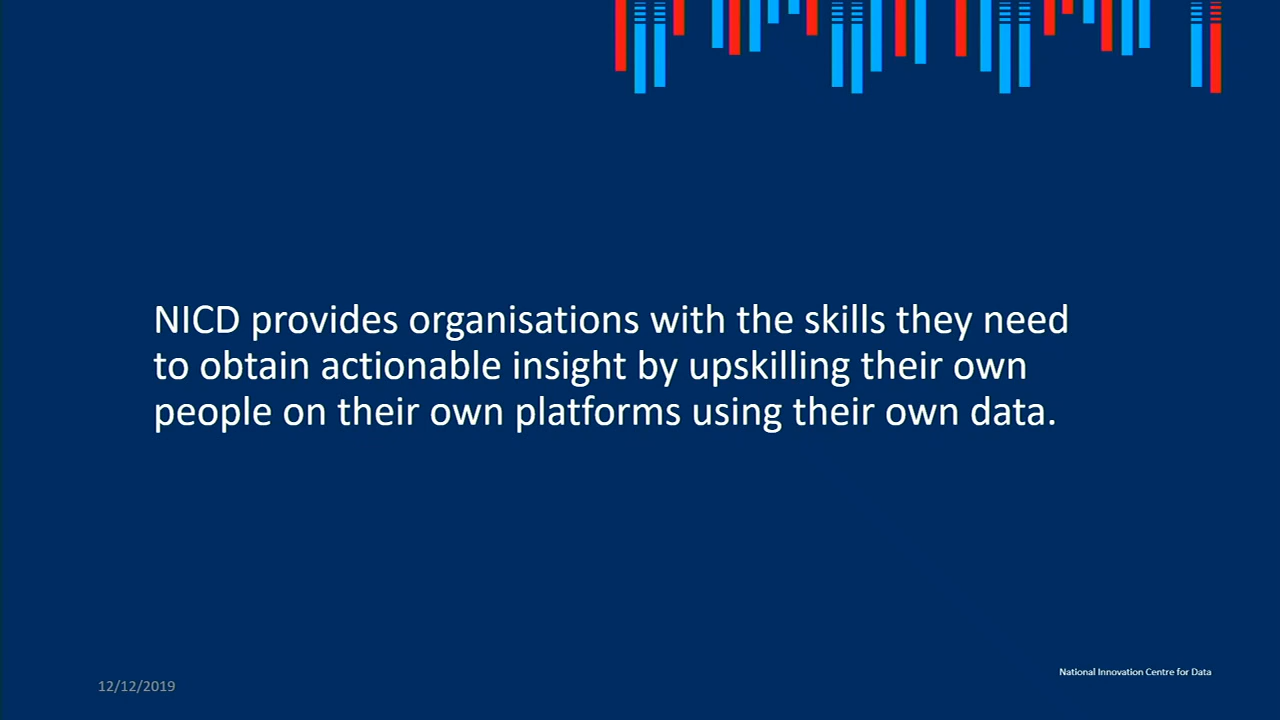 NICD provides organisations with the skills they need
to obtain actionable insight by upskilling their own
people on their own platforms using their own data.
12/12/2019
National Innovation Centre for Data